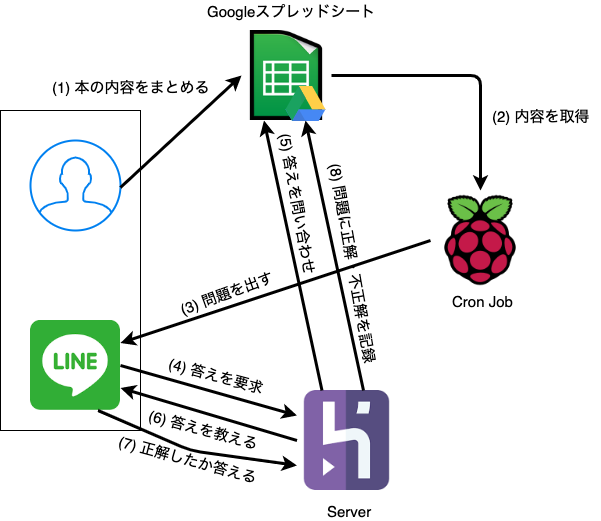 Googleスプレッドシート
(1) 本の内容をまとめる
(2) 内容を取得
(5) 答えを問い合わせ
(8) 問題に正解 不正解を記録
(3) 問題を出す
Cron Job
LINE
(4) 答えを要求
(6) 答えを教える
(7) 正解したか答える
Server